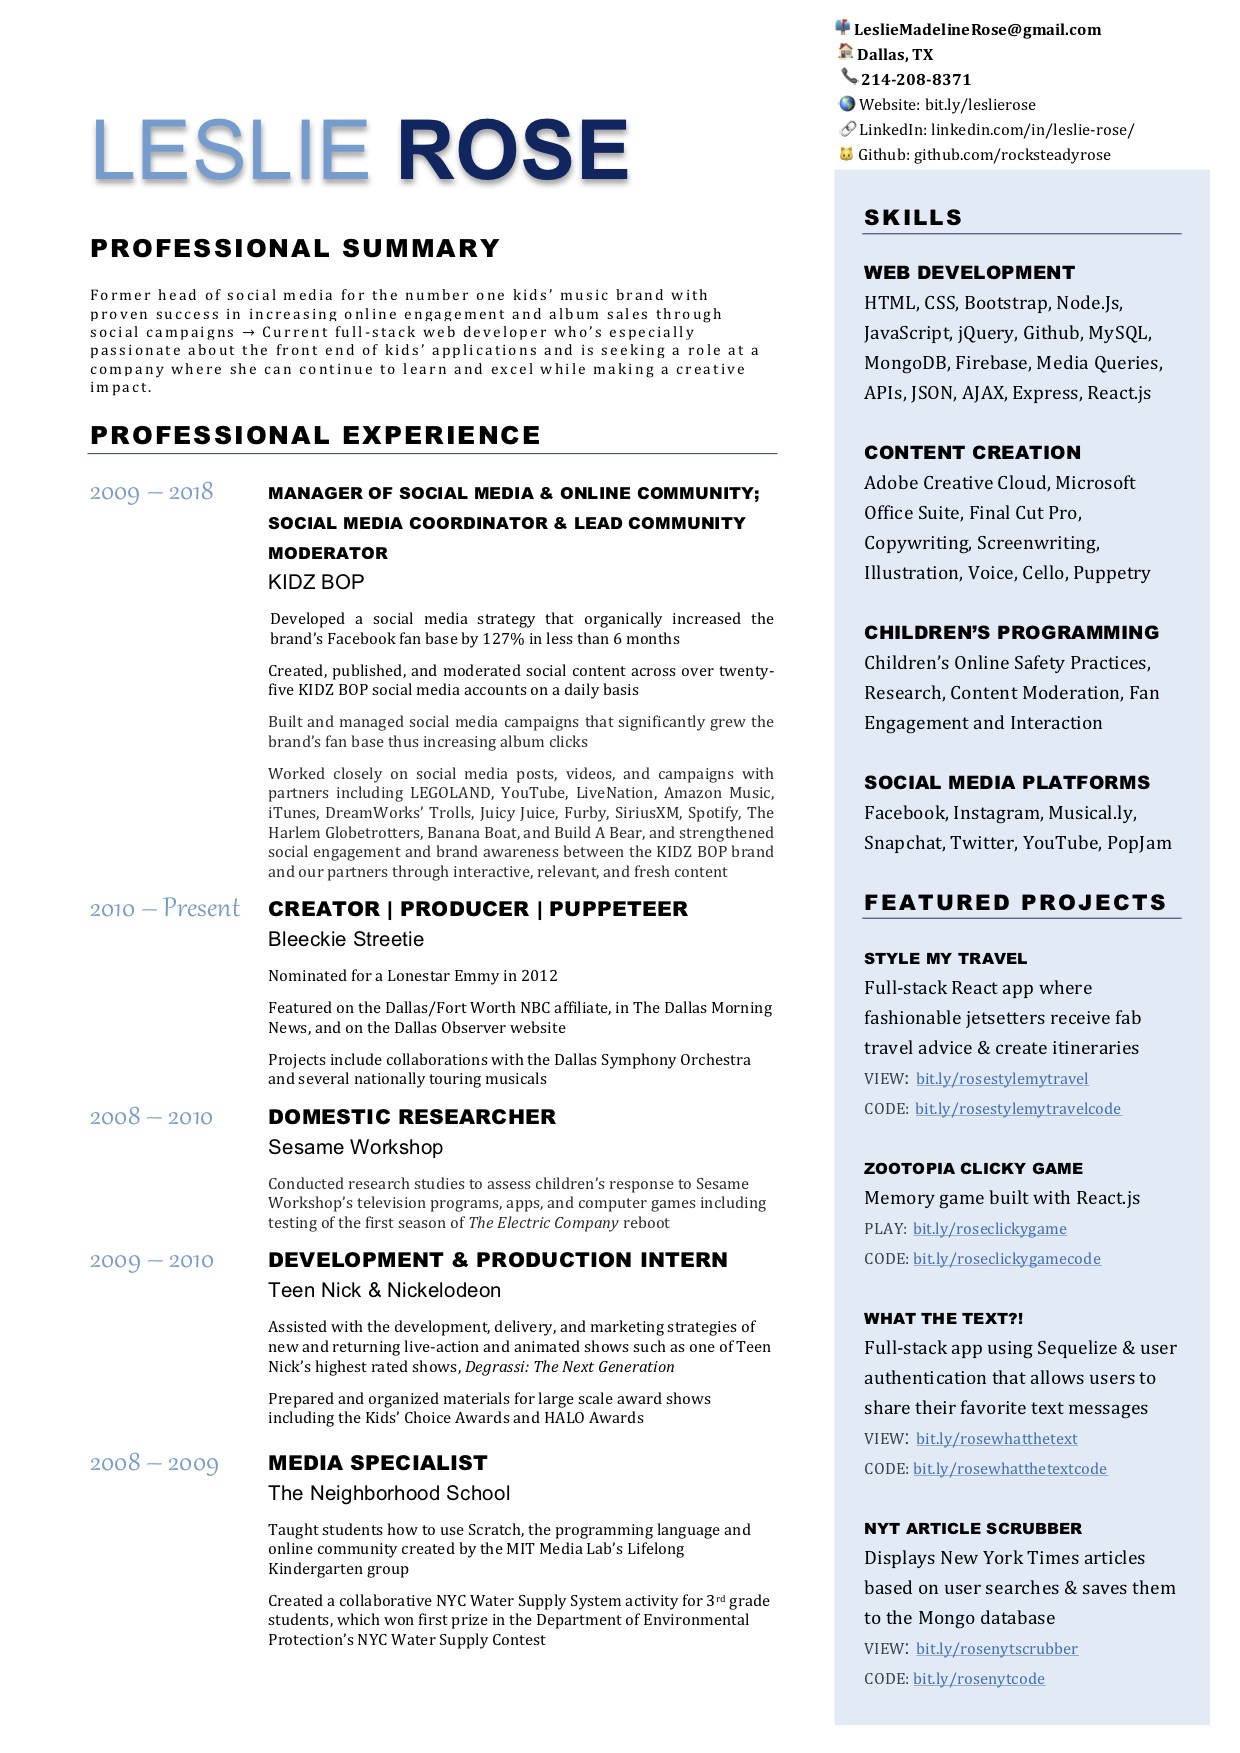 LeslieMadelineRose@gmail.com
Dallas, TX
214-208-8371
Website: bit.ly/leslierose
LinkedIn: linkedin.com/in/leslie-rose/
Github: github.com/rocksteadyrose
LESLIE ROSE
PROFESSIONAL SUMMARY
Former head of social media for the number one kids’ music brand with
proven success in increasing online engagement and album sales through
social campaigns → Current full-stack web developer who’s especially
passionate about the front end of kids’ applications and is seeking a role at a
company where she can continue to learn and excel while making a creative
impact.
PROFESSIONAL EXPERIENCE
2009 – 2018
MANAGER OF SOCIAL MEDIA & ONLINE COMMUNITY;
SOCIAL MEDIA COORDINATOR & LEAD COMMUNITY
MODERATOR
KIDZ BOP
Developed a social media strategy that organically increased the
brand’s Facebook fan base by 127% in less than 6 months
Created, published, and moderated social content across over twenty-
five KIDZ BOP social media accounts on a daily basis
Built and managed social media campaigns that significantly grew the
brand’s fan base thus increasing album clicks
Worked closely on social media posts, videos, and campaigns with
partners including LEGOLAND, YouTube, LiveNation, Amazon Music,
iTunes, DreamWorks’ Trolls, Juicy Juice, Furby, SiriusXM, Spotify, The
Harlem Globetrotters, Banana Boat, and Build A Bear, and strengthened
social engagement and brand awareness between the KIDZ BOP brand
and our partners through interactive, relevant, and fresh content
2010 – Present
CREATOR | PRODUCER | PUPPETEER
Bleeckie Streetie
Nominated for a Lonestar Emmy in 2012
Featured on the Dallas/Fort Worth NBC affiliate, in The Dallas Morning
News, and on the Dallas Observer website
Projects include collaborations with the Dallas Symphony Orchestra
and several nationally touring musicals
2008 – 2010
DOMESTIC RESEARCHER
Sesame Workshop
Conducted research studies to assess children’s response to Sesame
Workshop’s television programs, apps, and computer games including
testing of the first season of The Electric Company reboot
2009 – 2010
DEVELOPMENT & PRODUCTION INTERN
Teen Nick & Nickelodeon
Assisted with the development, delivery, and marketing strategies of
new and returning live-action and animated shows such as one of Teen
Nick’s highest rated shows, Degrassi: The Next Generation
Prepared and organized materials for large scale award shows
including the Kids’ Choice Awards and HALO Awards
2008 – 2009
MEDIA SPECIALIST
The Neighborhood School
Taught students how to use Scratch, the programming language and
online community created by the MIT Media Lab’s Lifelong
Kindergarten group
Created a collaborative NYC Water Supply System activity for 3rd grade
students, which won first prize in the Department of Environmental
Protection’s NYC Water Supply Contest
SKILLS
WEB DEVELOPMENT
HTML, CSS, Bootstrap, Node.Js,
JavaScript, jQuery, Github, MySQL,
MongoDB, Firebase, Media Queries,
APIs, JSON, AJAX, Express, React.js
CONTENT CREATION
Adobe Creative Cloud, Microsoft
Office Suite, Final Cut Pro,
Copywriting, Screenwriting,
Illustration, Voice, Cello, Puppetry
CHILDREN’S PROGRAMMING
Children’s Online Safety Practices,
Research, Content Moderation, Fan
Engagement and Interaction
SOCIAL MEDIA PLATFORMS
Facebook, Instagram, Musical.ly,
Snapchat, Twitter, YouTube, PopJam
FEATURED PROJECTS
STYLE MY TRAVEL
Full-stack React app where
fashionable jetsetters receive fab
travel advice & create itineraries
VIEW: bit.ly/rosestylemytravel
CODE: bit.ly/rosestylemytravelcode
ZOOTOPIA CLICKY GAME
Memory game built with React.js
PLAY: bit.ly/roseclickygame
CODE: bit.ly/roseclickygamecode
WHAT THE TEXT?!
Full-stack app using Sequelize & user
authentication that allows users to
share their favorite text messages
VIEW: bit.ly/rosewhatthetext
CODE: bit.ly/rosewhatthetextcode
NYT ARTICLE SCRUBBER
Displays New York Times articles
based on user searches & saves them
to the Mongo database
VIEW: bit.ly/rosenytscrubber
CODE: bit.ly/rosenytcode